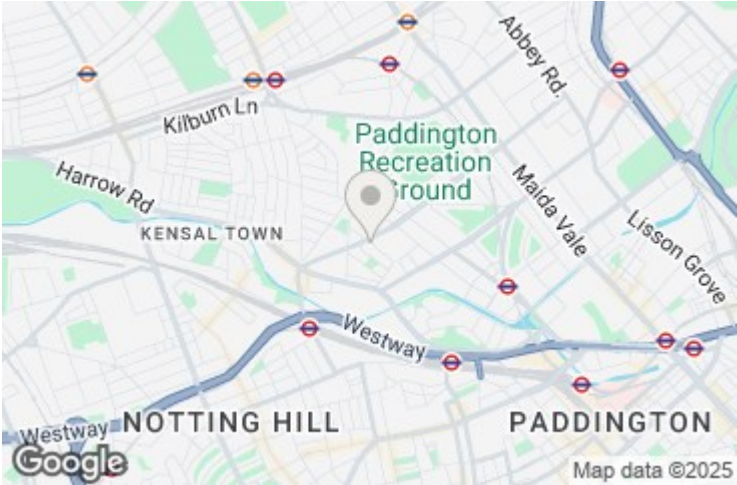 Abbey Rd.
Kilburn Ln
Paddington
Recreation
Ground
Harrow Rd
Maida Vale
KENSAL TOWN
Lisson Grove
Westway
NOTTING HILL
PADDINGTON
Westway
Google
Map data ©2025